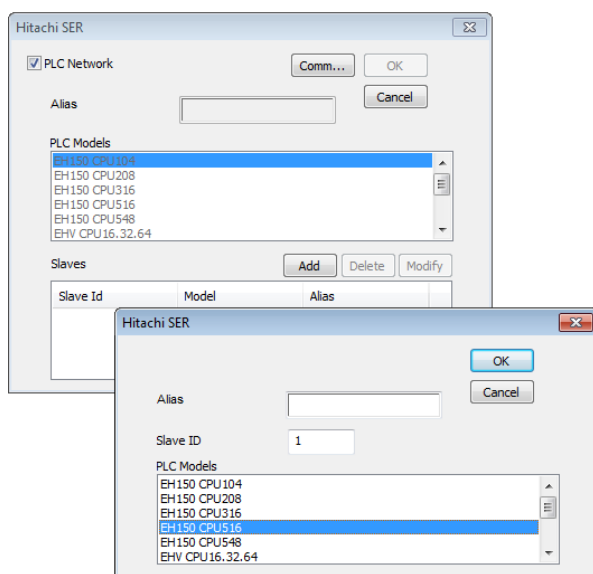 Hitachi SER
PLC Network
Comm...
OK
Alias
Cancel
PLC Models
EH150 CPU104
EH150 CPU208
EH150 CPU316
EH150 CPU516
EH150 CPU548
EHV CPU16.32.64
Slaves
Add
Delete
Modify
Slave Id Model Alias
Hitachi SER
OK
Alias
Cancel
Slave ID
1
PLC Models
EH150 CPU104
EH150 CPU208
EH150 CPU316
EH150 CPU516
EH150 CPU548
EHV CPU16.32.64